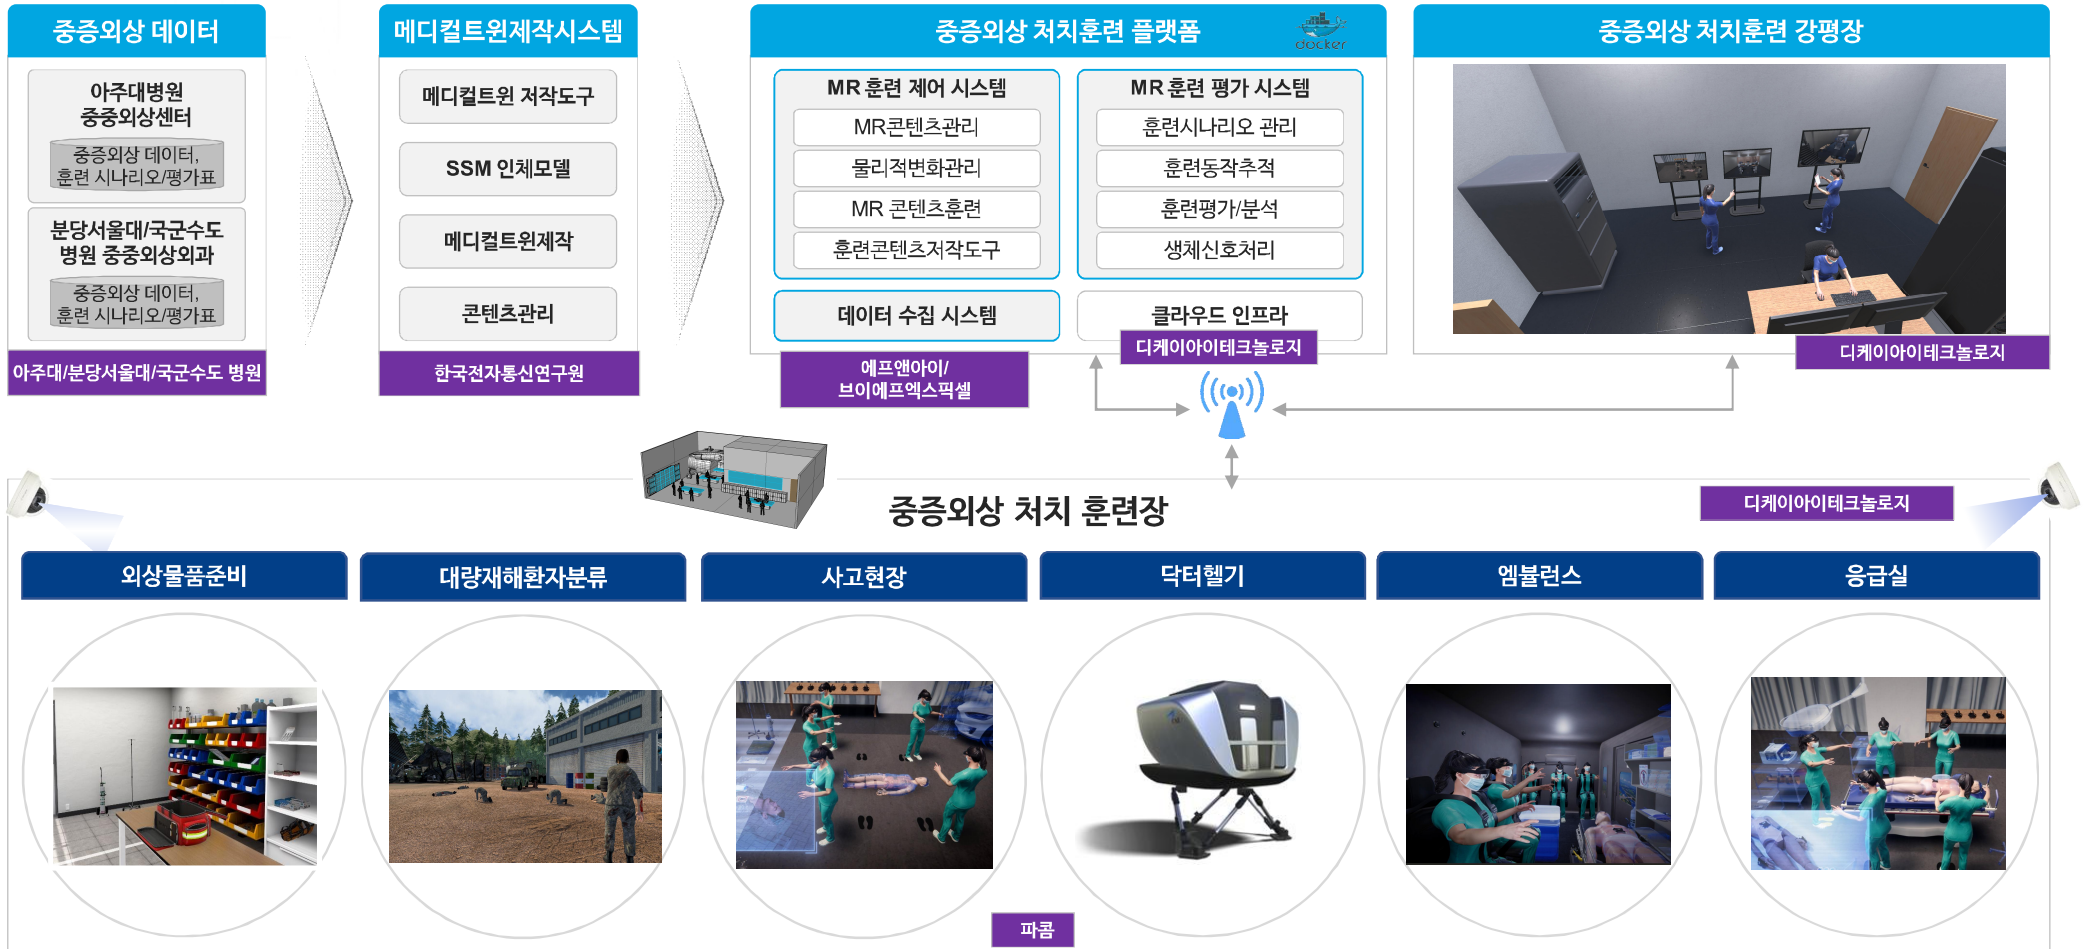 중증외상 데이터
아주대병원
중중외상센터
중증외상 데이터,
훈련 시나리오/평가표
분당서울대/국군수도
병원 중중외상외과
중증외상 데이터,
훈련 시나리오/평가표
아주대/분당서울대/국군수도 병원
메디컬트윈제작시스템
메디컬트윈 저작도구
SSM 인체모델
메디컬트윈제작
콘텐츠관리
한국전자통신연구원
중증외상 처치훈련 플랫폼
docker
MR 훈련 제어 시스템
MR콘텐츠관리
물리적변화관리
MR 콘텐츠훈련
훈련콘텐츠저작도구
MR 훈련 평가 시스템
훈련시나리오 관리
훈련동작추적
훈련평가/분석
생체신호처리
데이터 수집 시스템
클라우드 인프라
에프앤아이/
브이에프엑스픽셀
디케이아이테크놀로지
중증외상 처치훈련 강평장
디케이아이테크놀로지
중증외상 처치 훈련장
디케이아이테크놀로지
외상물품준비
대량재해환자분류
사고현장
닥터헬기
엠뷸런스
응급실
파콤